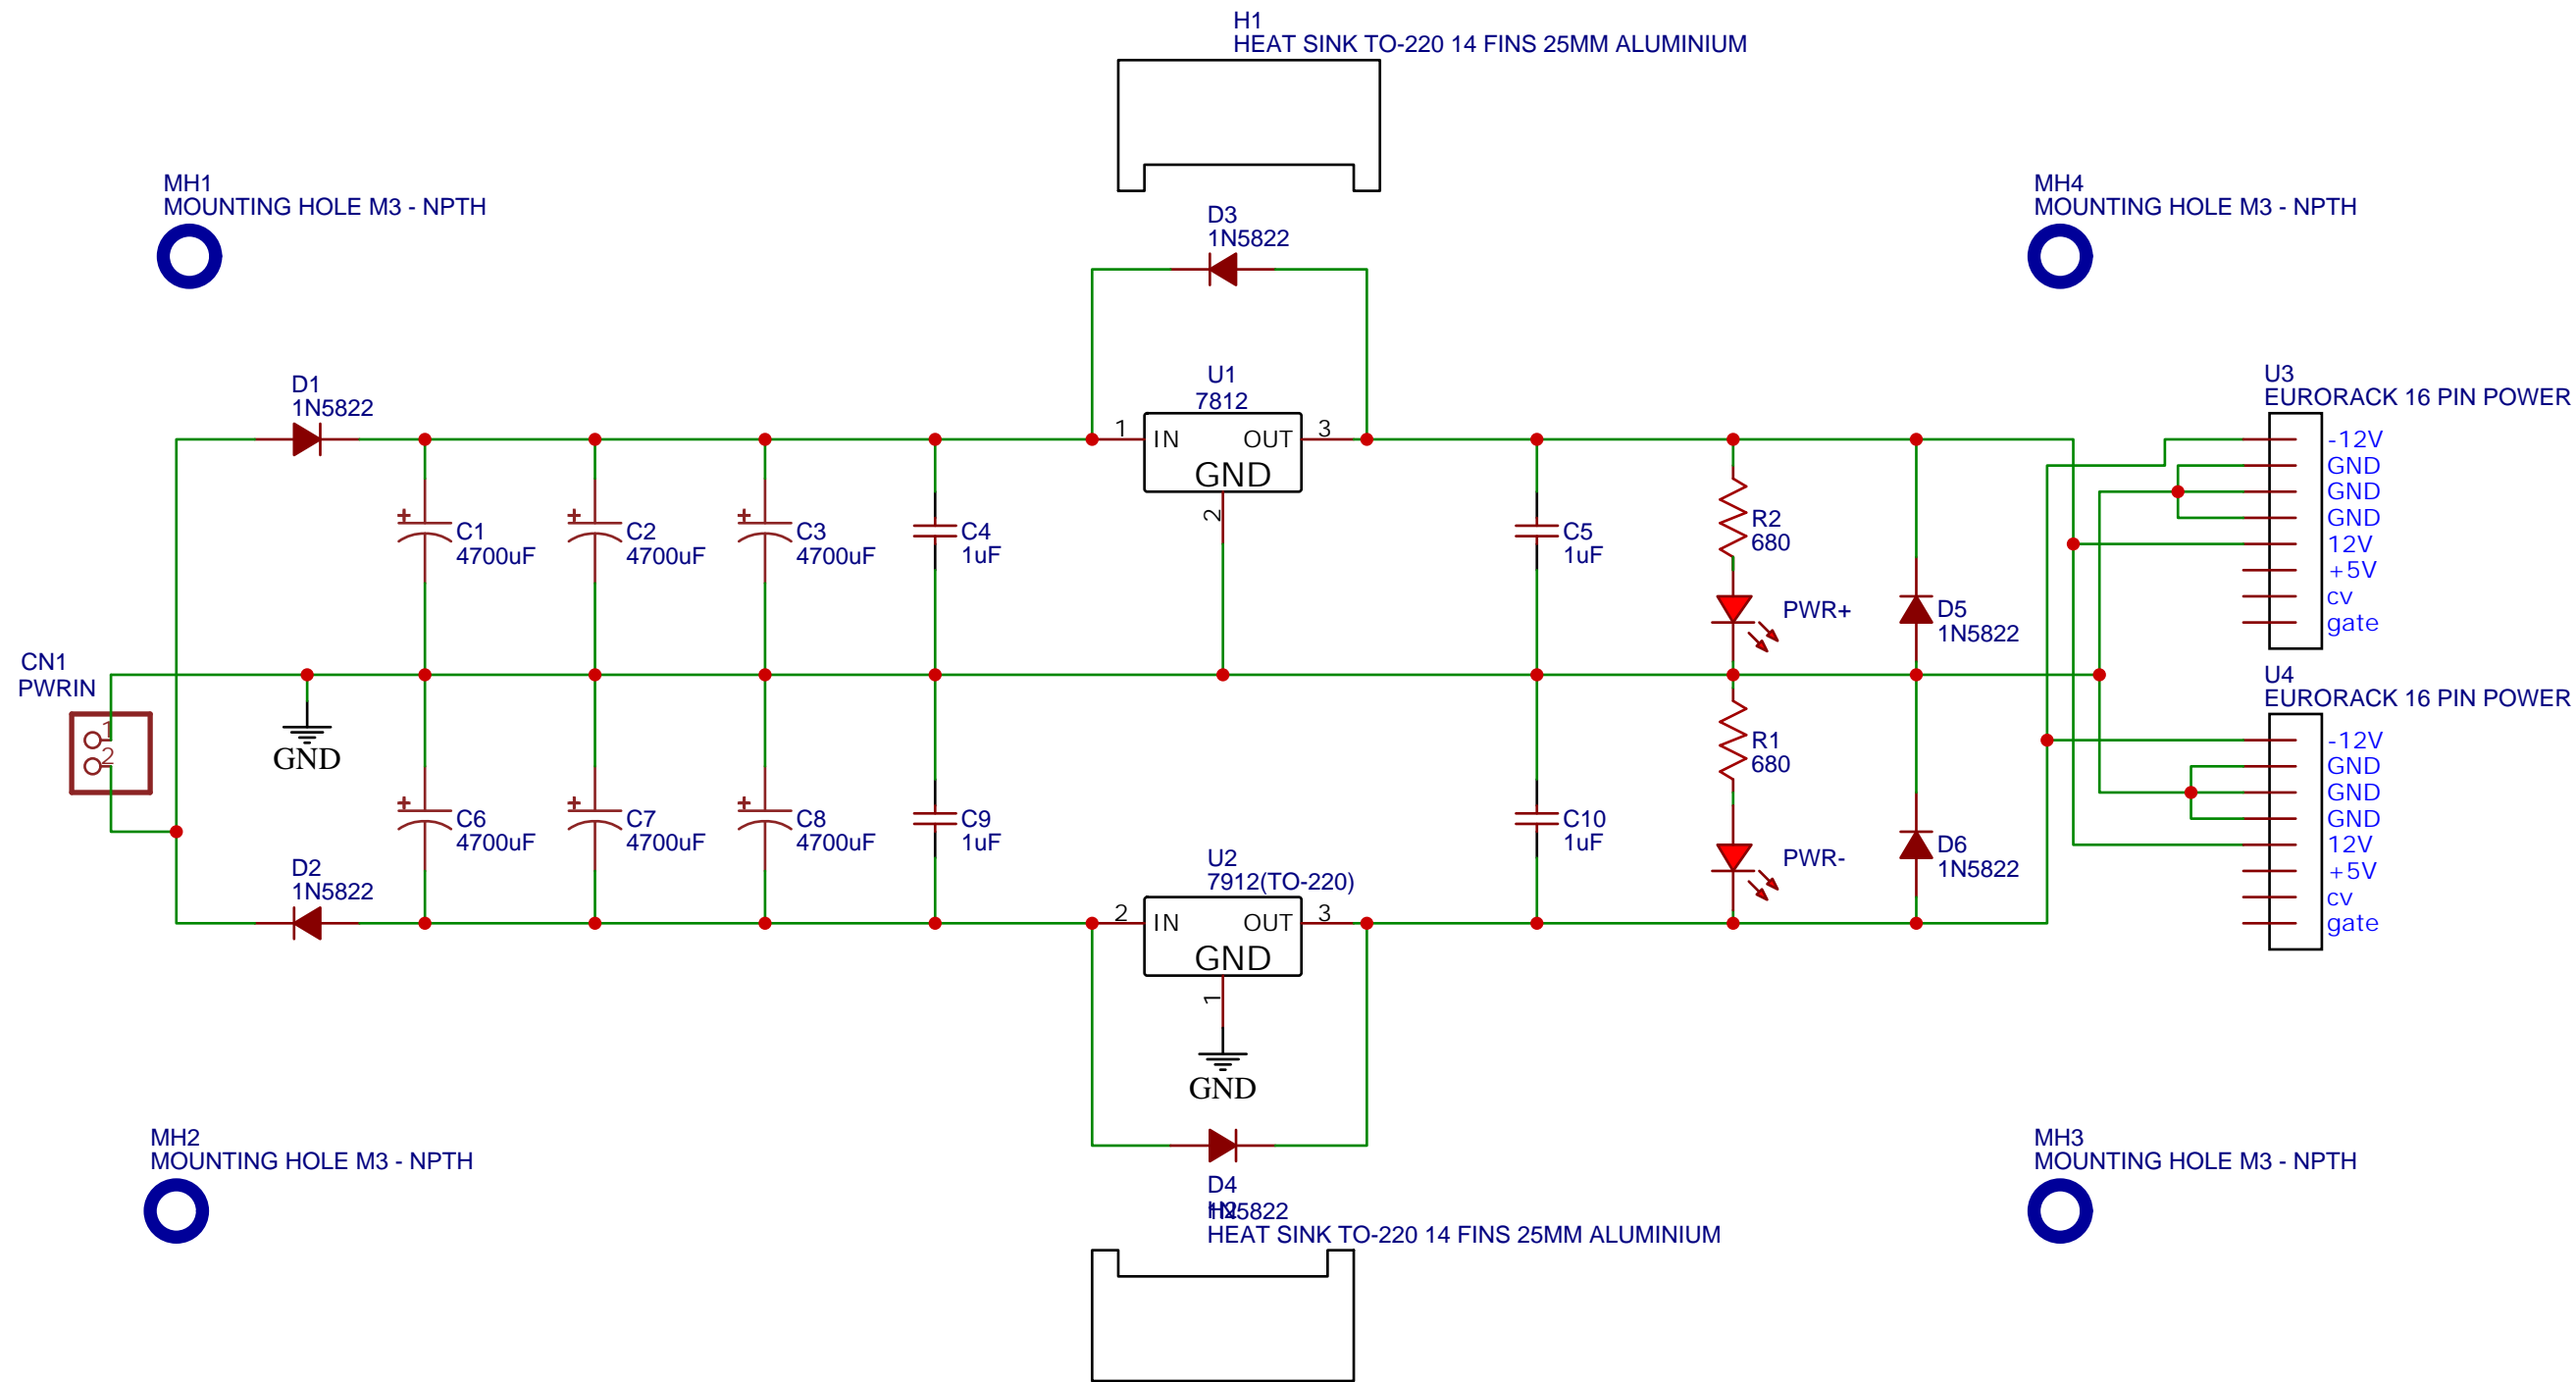 H1
HEAT SINK TO-220 14 FINS 25MM ALUMINIUM
MH1
MOUNTING HOLE M3 - NPTH
MH4
MOUNTING HOLE M3 - NPTH
D3
1N5822
D1
1N5822
U1
7812
1
IN
OUT
3
GND
2
U3
EURORACK 16 PIN POWER
-12V
GND
GND
GND
12V
+5V
cv
gate
+
C1
4700uF
+
C2
4700uF
+
C3
4700uF
C4
1uF
C5
1uF
R2
680
PWR+
D5
1N5822
CN1
PWRIN
1
2
GND
U4
EURORACK 16 PIN POWER
-12V
GND
GND
GND
12V
+5V
cv
gate
+
C6
4700uF
+
C7
4700uF
+
C8
4700uF
C9
1uF
C10
1uF
R1
680
PWR-
D6
1N5822
D2
1N5822
U2
7912(TO-220)
2
IN
OUT
3
GND
1
GND
MH2
MOUNTING HOLE M3 - NPTH
MH3
MOUNTING HOLE M3 - NPTH
D4
1N5822
H2
HEAT SINK TO-220 14 FINS 25MM ALUMINIUM